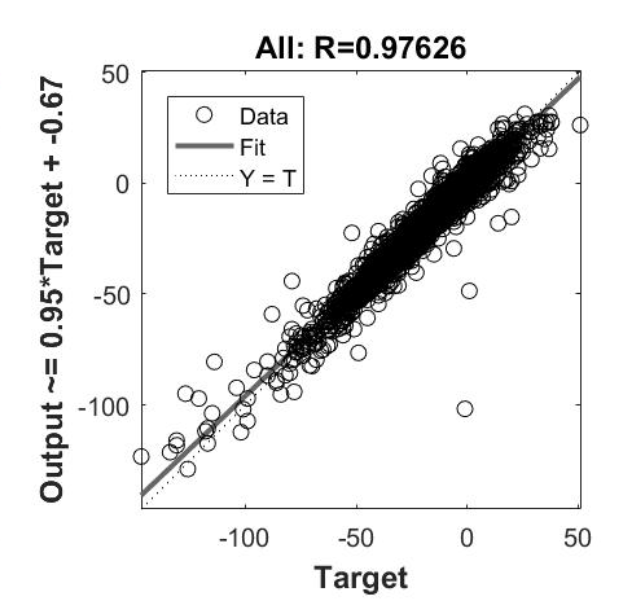 All: R=0.97626
Output ~= 0.95*Target + -0.67
50
0
-50
-100
Data
Fit
Y = T
-100
-50
0
50
Target